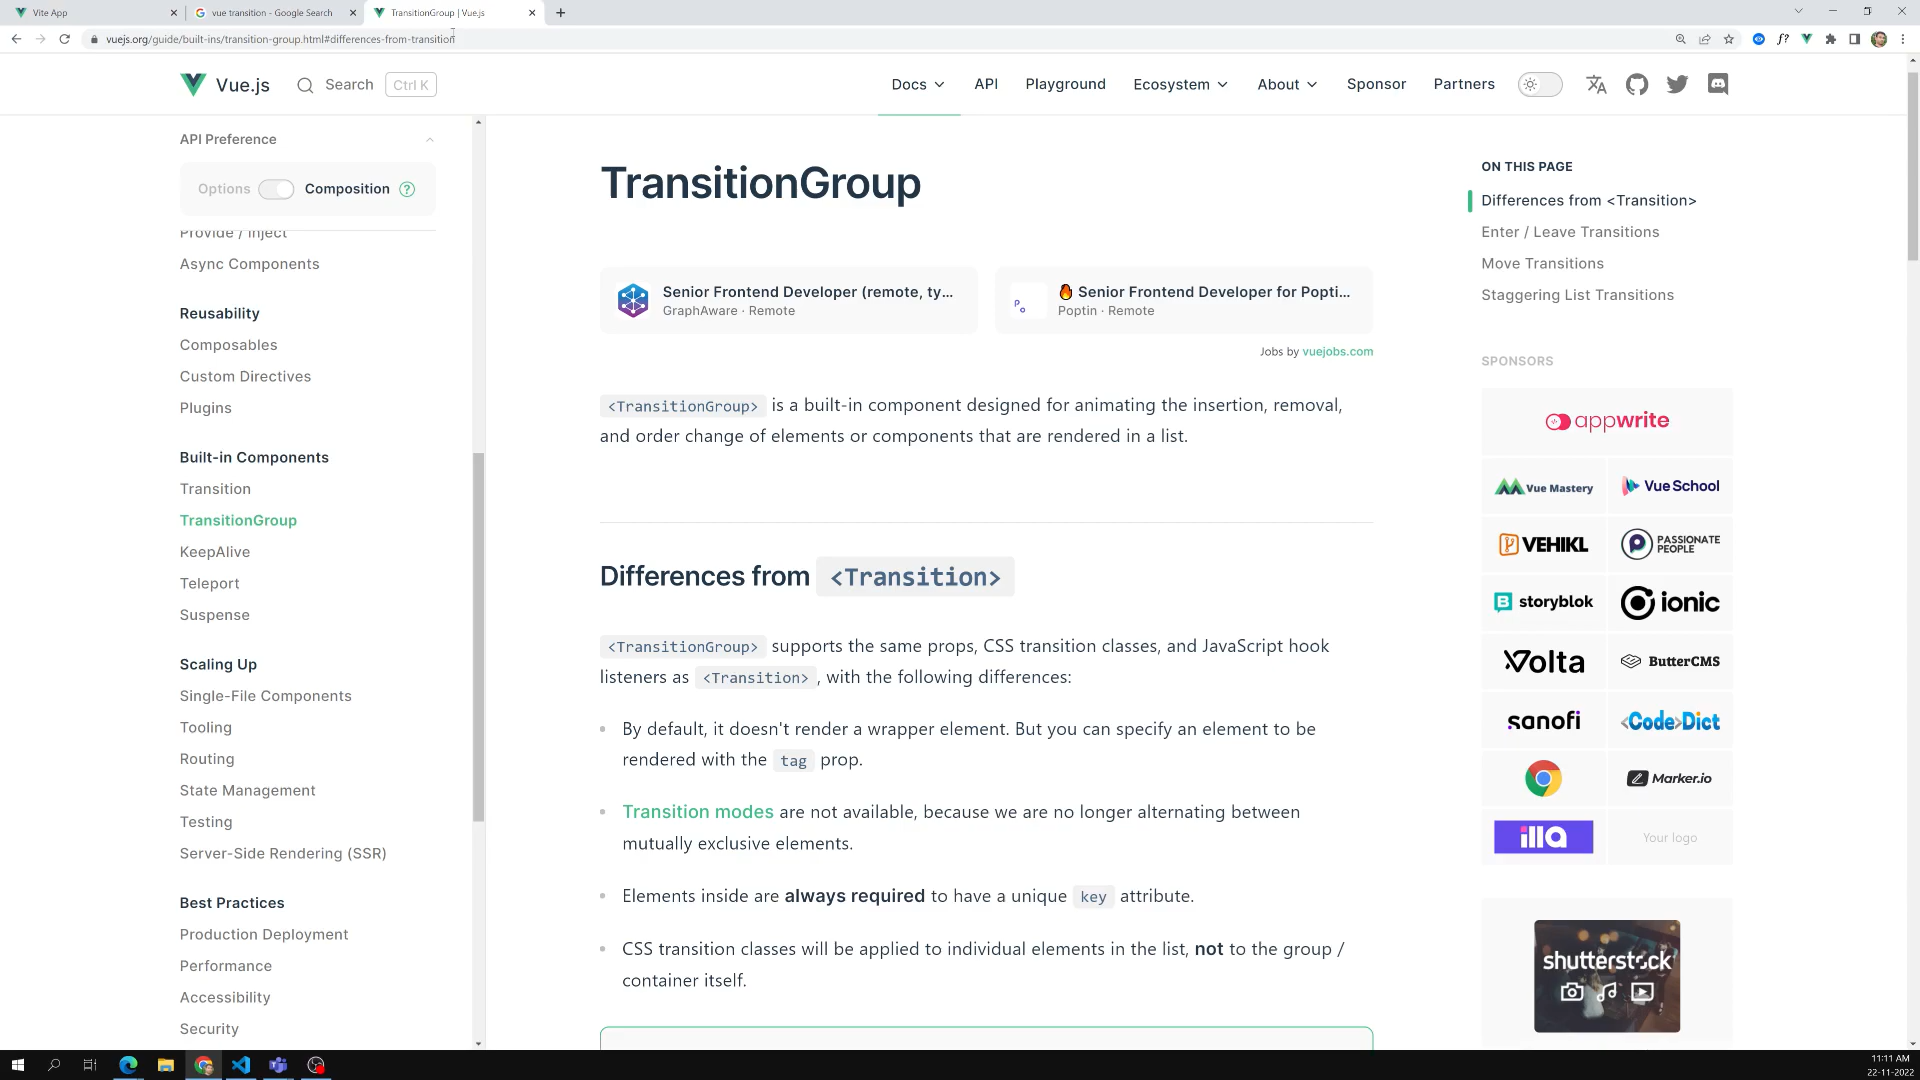 Vite App
vue transition - Google Search
TransitionGroup | Vue.js
vuejs.org/guide/built-ins/transition-group.html#differences-from-transition
Vue.js
Search
Ctrl K
Docs
API
Playground
Ecosystem
About
Sponsor
Partners
API Preference
Options
Composition
?
Provide / Inject
Async Components
Reusability
Composables
Custom Directives
Plugins
Built-in Components
Transition
TransitionGroup
KeepAlive
Teleport
Suspense
Scaling Up
Single-File Components
Tooling
Routing
State Management
Testing
Server-Side Rendering (SSR)
Best Practices
Production Deployment
Performance
Accessibility
Security
TransitionGroup
Senior Frontend Developer (remote, ty...
GraphAware · Remote
🔥 Senior Frontend Developer for Popti...
Poptin · Remote
Jobs by vuejobs.com
<TransitionGroup> is a built-in component designed for animating the insertion, removal,
and order change of elements or components that are rendered in a list.
Differences from <Transition>
<TransitionGroup> supports the same props, CSS transition classes, and JavaScript hook
listeners as <Transition> , with the following differences:
• By default, it doesn't render a wrapper element. But you can specify an element to be
rendered with the tag prop.
• Transition modes are not available, because we are no longer alternating between
mutually exclusive elements.
• Elements inside are always required to have a unique key attribute.
• CSS transition classes will be applied to individual elements in the list, not to the group /
container itself.
ON THIS PAGE
Differences from <Transition>
Enter / Leave Transitions
Move Transitions
Staggering List Transitions
SPONSORS
appwrite
Vue Mastery
Vue School
VEHIKL
PASSIONATE
PEOPLE
storyblok
ionic
Volta
ButterCMS
sanofi
<CodeDict
Marker.io
illa
Your logo
shutterstock
11:11 AM
22-11-2022